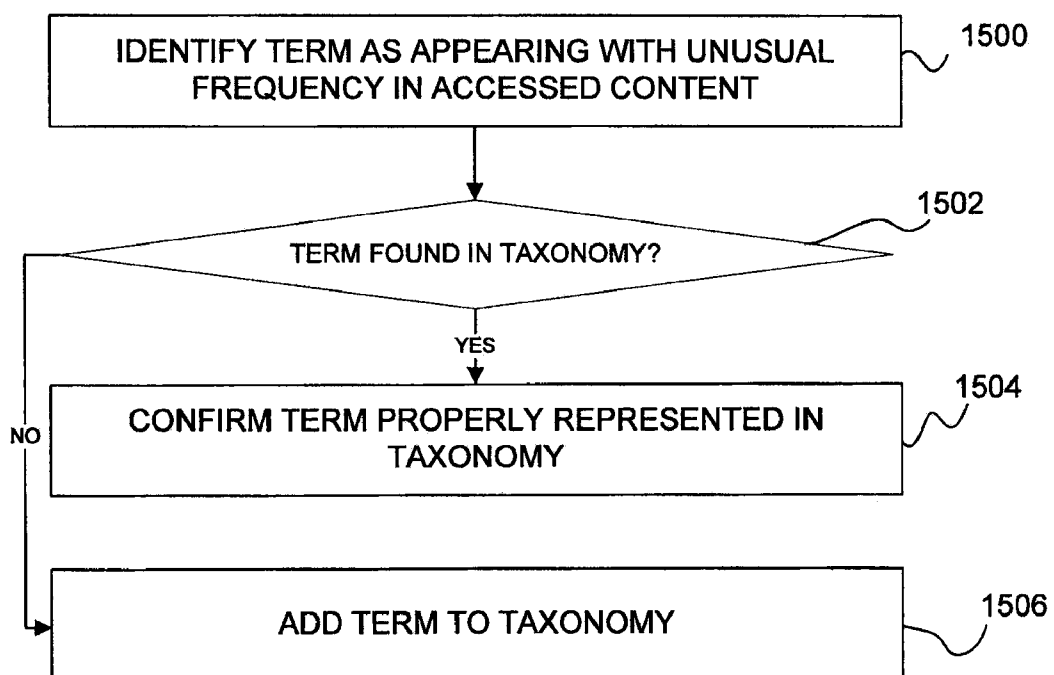 IDENTIFY TERM AS APPEARING WITH UNUSUAL
FREQUENCY IN ACCESSED CONTENT
1500
1502
TERM FOUND IN TAXONOMY?
YES
1504
CONFIRM TERM PROPERLY REPRESENTED IN
TAXONOMY
NO
1506
ADD TERM TO TAXONOMY